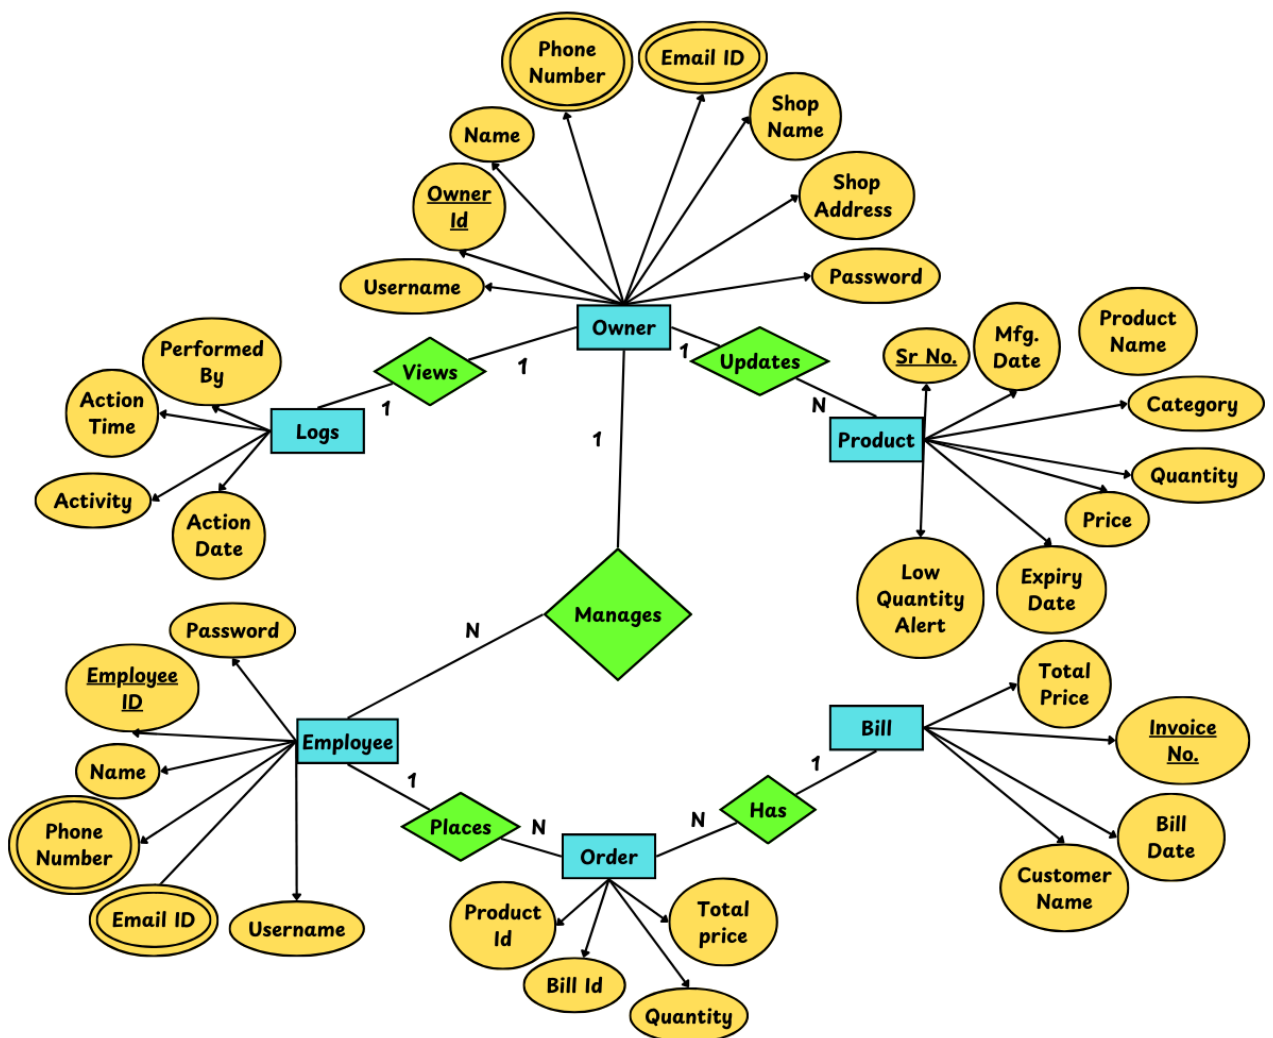 Phone
Number
Email ID
Shop
Name
Name
Shop
Address
Owner
Id
Username
Password
Owner
Views
1
1
Updates
1
N
Performed
By
Action
Time
Logs
Activity
Action
Date
Sr No.
Mfg.
Date
Product
Name
Category
Product
Quantity
Price
Low
Quantity
Alert
Expiry
Date
1
Manages
N
Password
Employee
ID
Employee
Name
Phone
Number
Email ID
Username
1
Places
N
Order
N
Has
1
Bill
Total
Price
Invoice
No.
Bill
Date
Customer
Name
Product
Id
Bill Id
Quantity
Total
price